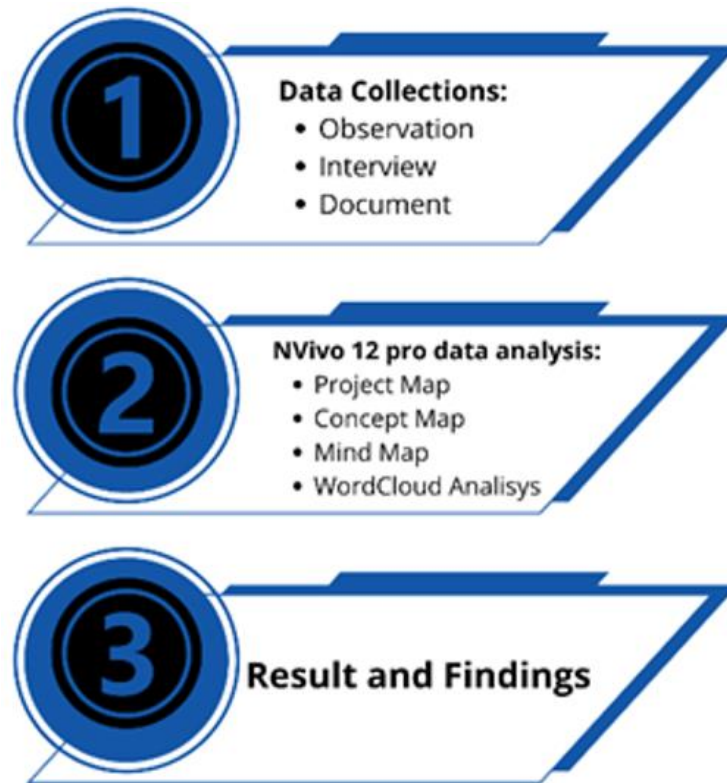 1
Data Collections:
• Observation
• Interview
• Document
2
NVivo 12 pro data analysis:
• Project Map
• Concept Map
• Mind Map
• WordCloud Analisys
3
Result and Findings